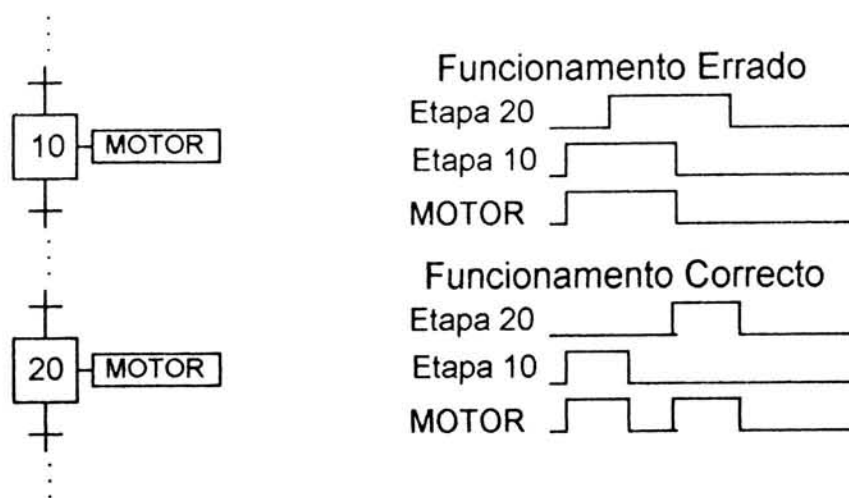 10 MOTOR
20 MOTOR
Funcionamento Errado
Etapa 20
Etapa 10
MOTOR
Funcionamento Correcto
Etapa 20
Etapa 10
MOTOR